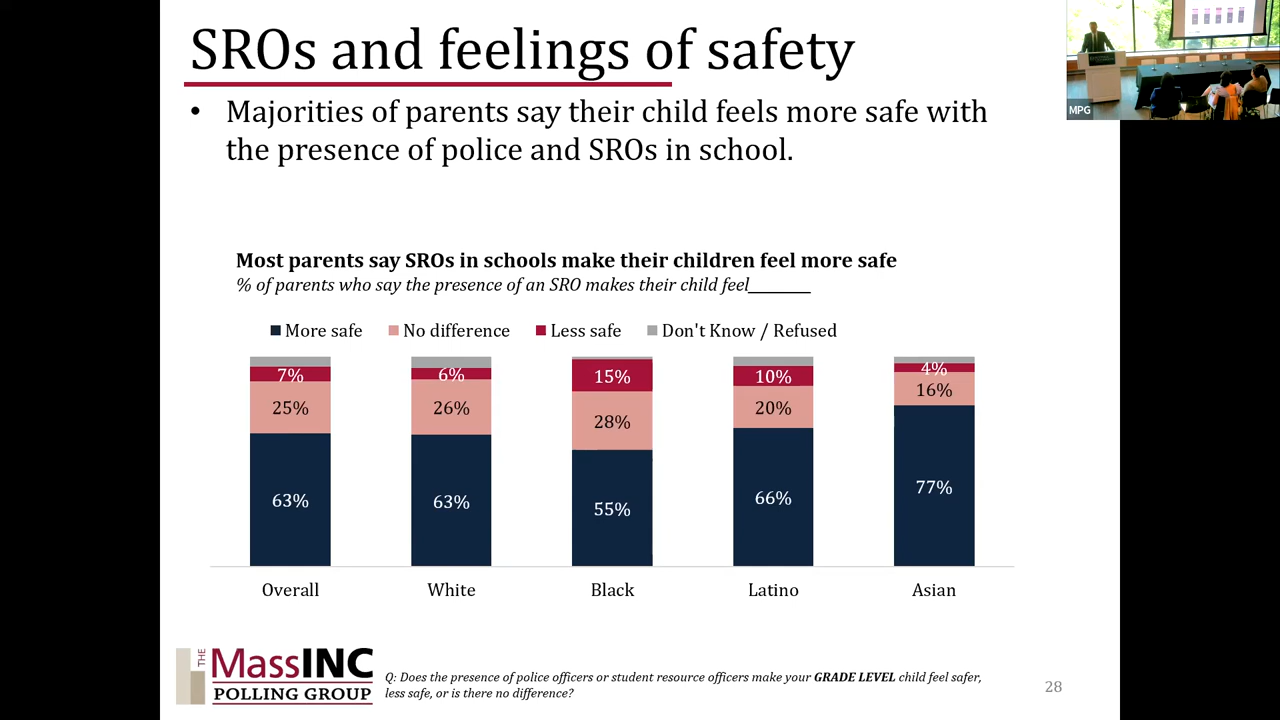 SROs and feelings of safety
• Majorities of parents say their child feels more safe with
the presence of police and SROs in school.
Most parents say SROs in schools make their children feel more safe
% of parents who say the presence of an SRO makes their child feel________
More safe No difference Less safe Don't Know / Refused
7% 6% 15% 10% 4%
25% 26% 28% 20% 16%
63% 63% 55% 66% 77%
Overall White Black Latino Asian
THE MassINC
POLLING GROUP
Q: Does the presence of police officers or student resource officers make your GRADE LEVEL child feel safer,
less safe, or is there no difference?
28
MPG